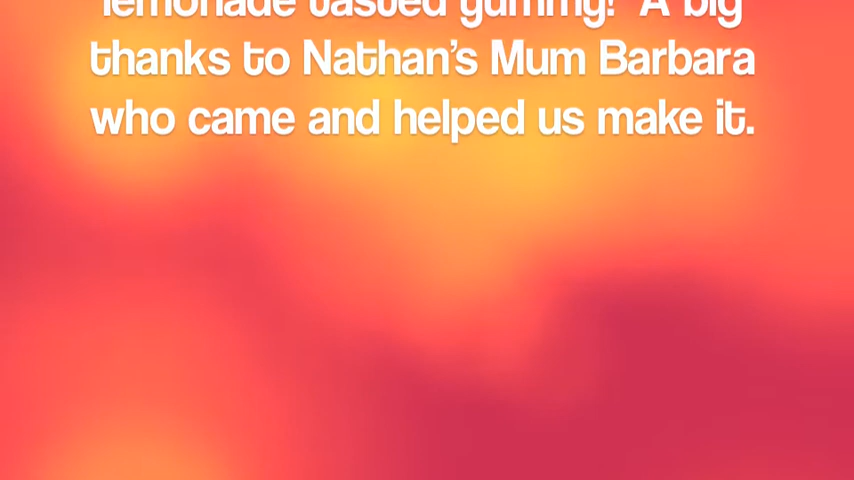 lemonade tasted yummy! A big
thanks to Nathan's Mum Barbara
who came and helped us make it.